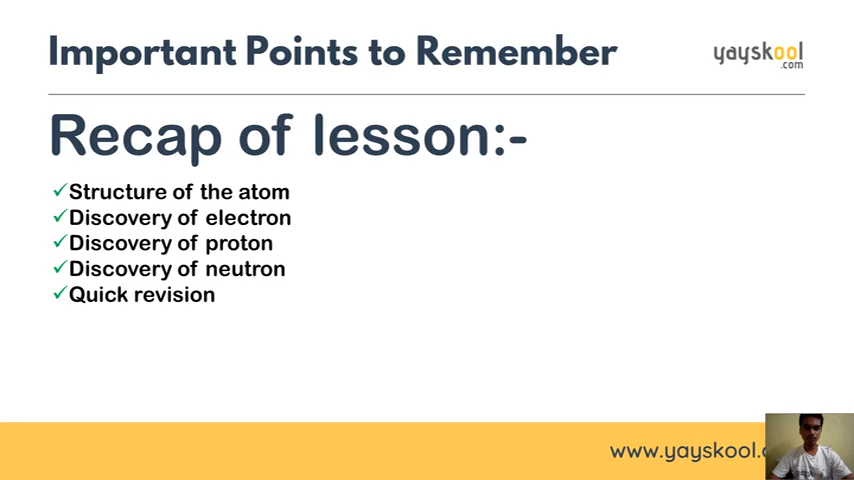 Important Points to Remember
yayskool
.com
Recap of lesson:-
✓Structure of the atom
✓Discovery of electron
✓Discovery of proton
✓Discovery of neutron
✓Quick revision
www.yayskool.